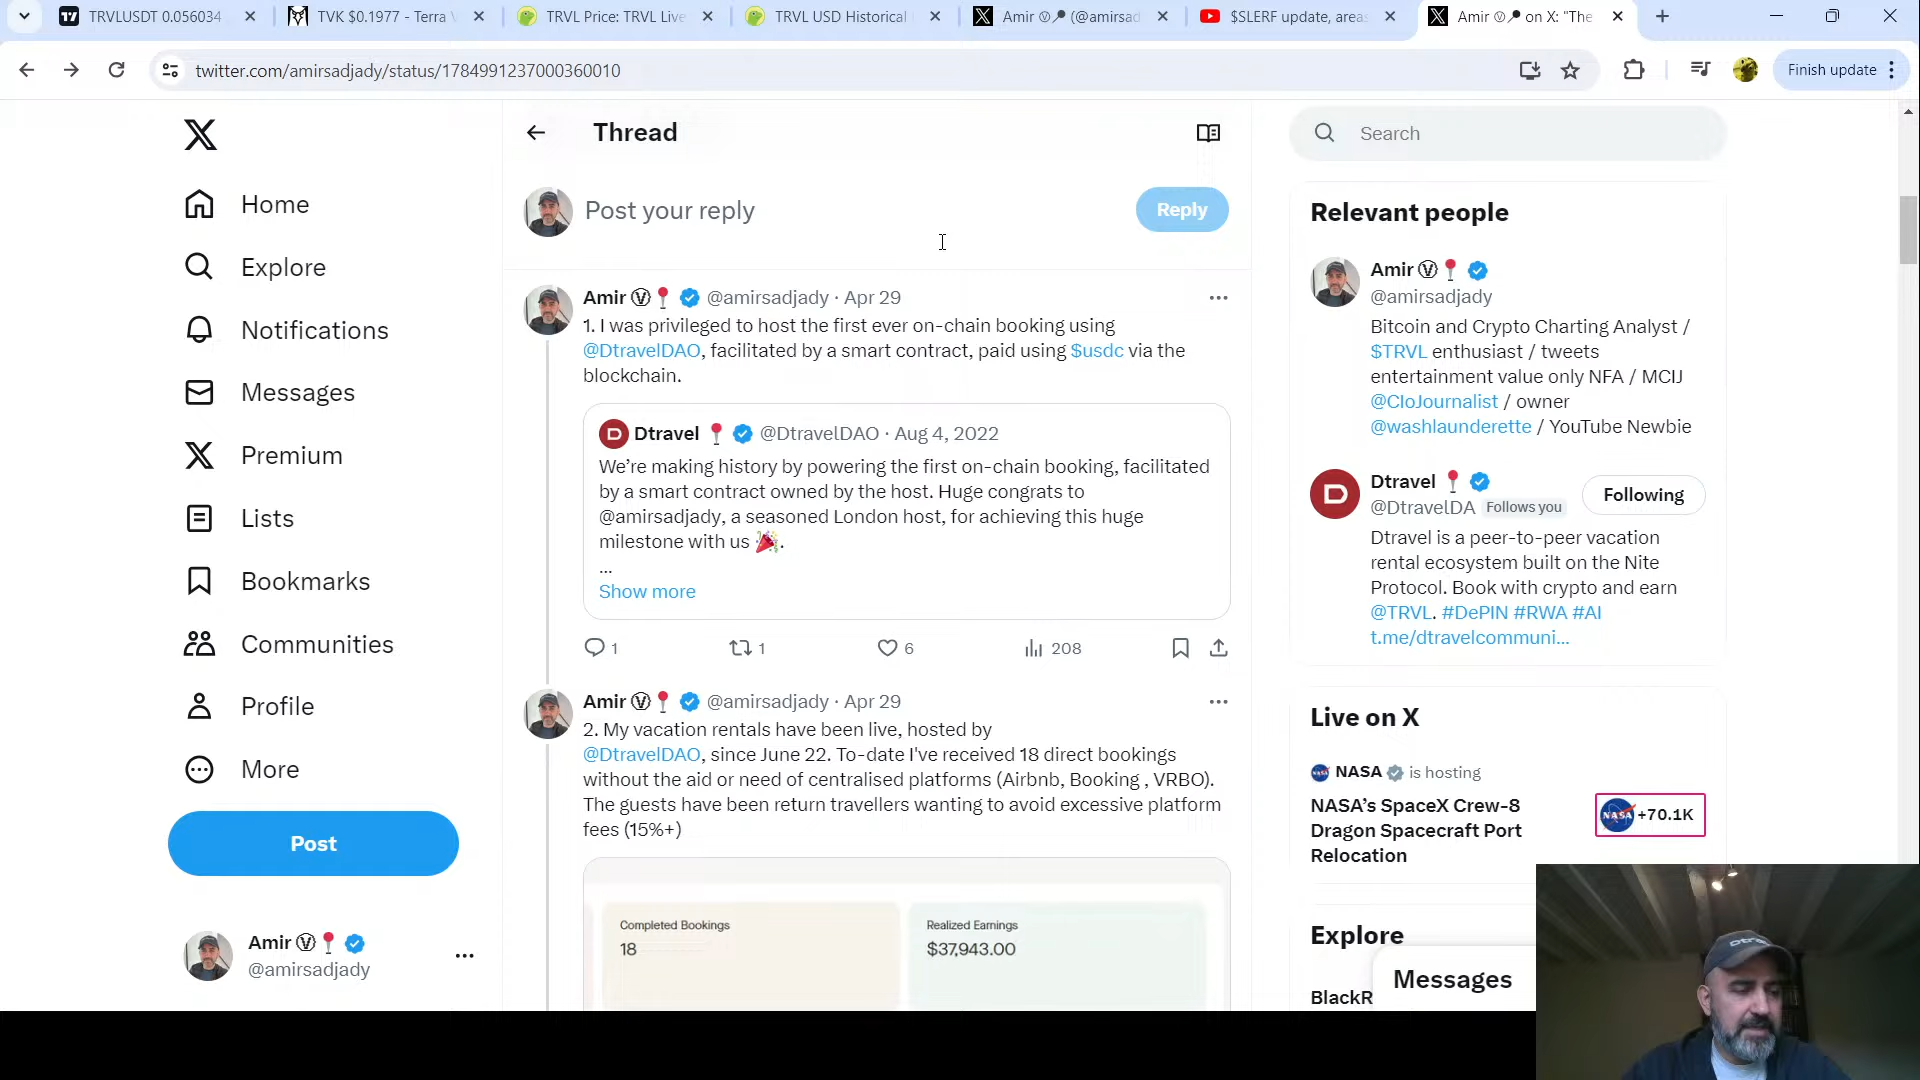 TRVLUSDT 0.056034
TVK $0.1977 - Terra V
TRVL Price: TRVL Live
TRVL USD Historical
Amir Ⓥ📍 (@amirsad
$SLERF update, areas
Amir Ⓥ📍 on X: "The
twitter.com/amirsadjady/status/1784991237000360010
Finish update
Home
Explore
Notifications
Messages
Premium
Lists
Bookmarks
Communities
Profile
More
Post
Amir Ⓥ📍
@amirsadjady
Thread
Post your reply
Reply
Amir Ⓥ📍 @amirsadjady · Apr 29
1. I was privileged to host the first ever on-chain booking using
@DtravelDAO, facilitated by a smart contract, paid using $usdc via the
blockchain.
Dtravel 📍 @DtravelDAO · Aug 4, 2022
We’re making history by powering the first on-chain booking, facilitated
by a smart contract owned by the host. Huge congrats to
@amirsadjady, a seasoned London host, for achieving this huge
milestone with us 🎉.
...
Show more
1
1
6
208
Amir Ⓥ📍 @amirsadjady · Apr 29
2. My vacation rentals have been live, hosted by
@DtravelDAO, since June 22. To-date I've received 18 direct bookings
without the aid or need of centralised platforms (Airbnb, Booking , VRBO).
The guests have been return travellers wanting to avoid excessive platform
fees (15%+)
Completed Bookings
18
Realized Earnings
$37,943.00
Search
Relevant people
Amir Ⓥ📍
@amirsadjady
Bitcoin and Crypto Charting Analyst /
$TRVL enthusiast / tweets
entertainment value only NFA / MCIJ
@CIoJournalist / owner
@washlaunderette / YouTube Newbie
Dtravel 📍
@DtravelDA Follows you
Following
Dtravel is a peer-to-peer vacation
rental ecosystem built on the Nite
Protocol. Book with crypto and earn
@TRVL. #DePIN #RWA #AI
t.me/dtravelcommuni...
Live on X
NASA is hosting
NASA’s SpaceX Crew-8
Dragon Spacecraft Port
Relocation
NASA +70.1K
Explore
BlackR
Messages